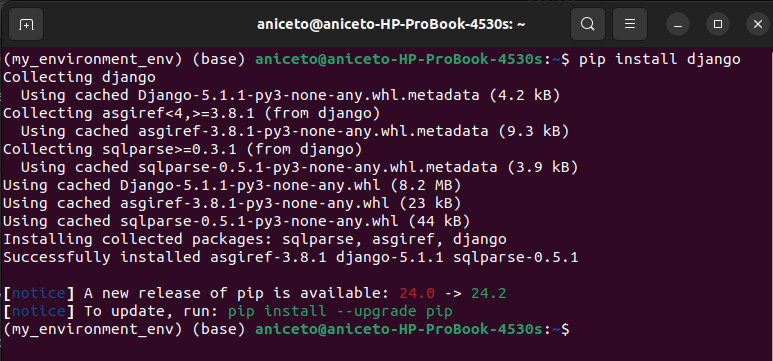 aniceto@aniceto-HP-ProBook-4530s: ~
(my_environment_env) (base) aniceto@aniceto-HP-ProBook-4530s:~$ pip install django
Collecting django
  Using cached Django-5.1.1-py3-none-any.whl.metadata (4.2 kB)
Collecting asgiref<4,>=3.8.1 (from django)
  Using cached asgiref-3.8.1-py3-none-any.whl.metadata (9.3 kB)
Collecting sqlparse>=0.3.1 (from django)
  Using cached sqlparse-0.5.1-py3-none-any.whl.metadata (3.9 kB)
Using cached Django-5.1.1-py3-none-any.whl (8.2 MB)
Using cached asgiref-3.8.1-py3-none-any.whl (23 kB)
Using cached sqlparse-0.5.1-py3-none-any.whl (44 kB)
Installing collected packages: sqlparse, asgiref, django
Successfully installed asgiref-3.8.1 django-5.1.1 sqlparse-0.5.1

[notice] A new release of pip is available: 24.0 -> 24.2
[notice] To update, run: pip install --upgrade pip
(my_environment_env) (base) aniceto@aniceto-HP-ProBook-4530s:~$